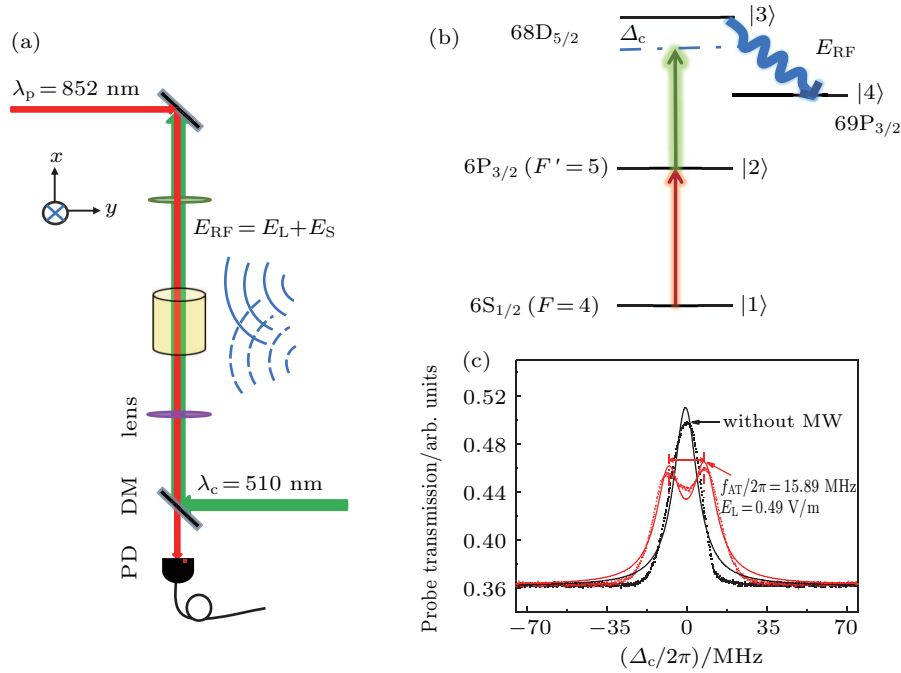 (a)
λp = 852 nm
x
y
ERF = EL + ES
lens
DM
λc = 510 nm
PD
(b)
68D5/2
Δc
|3⟩
ERF
|4⟩
69P3/2
6P3/2 (F′ = 5)
|2⟩
6S1/2 (F = 4)
|1⟩
(c)
Probe transmission/arb. units
0.52
0.48
0.44
0.40
0.36
without MW
fAT/2π = 15.89 MHz
EL = 0.49 V/m
−70 −35 0 35 70
(Δc/2π)/MHz